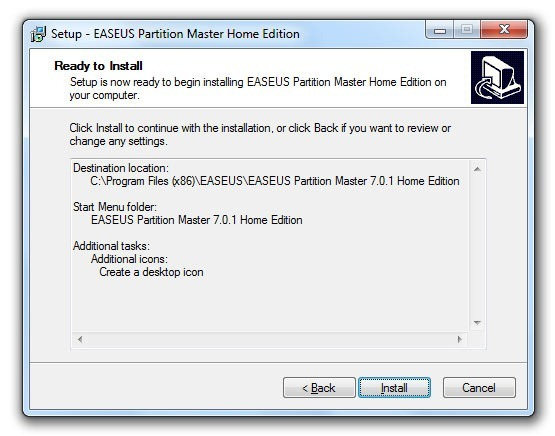 Setup - EASEUS Partition Master Home Edition
Ready to Install
Setup is now ready to begin installing EASEUS Partition Master Home Edition on
your computer.
Click Install to continue with the installation, or click Back if you want to review or
change any settings.
Destination location:
C:\Program Files (x86)\EASEUS\EASEUS Partition Master 7.0.1 Home Edition
Start Menu folder:
EASEUS Partition Master 7.0.1 Home Edition
Additional tasks:
Additional icons:
Create a desktop icon
< Back
Install
Cancel